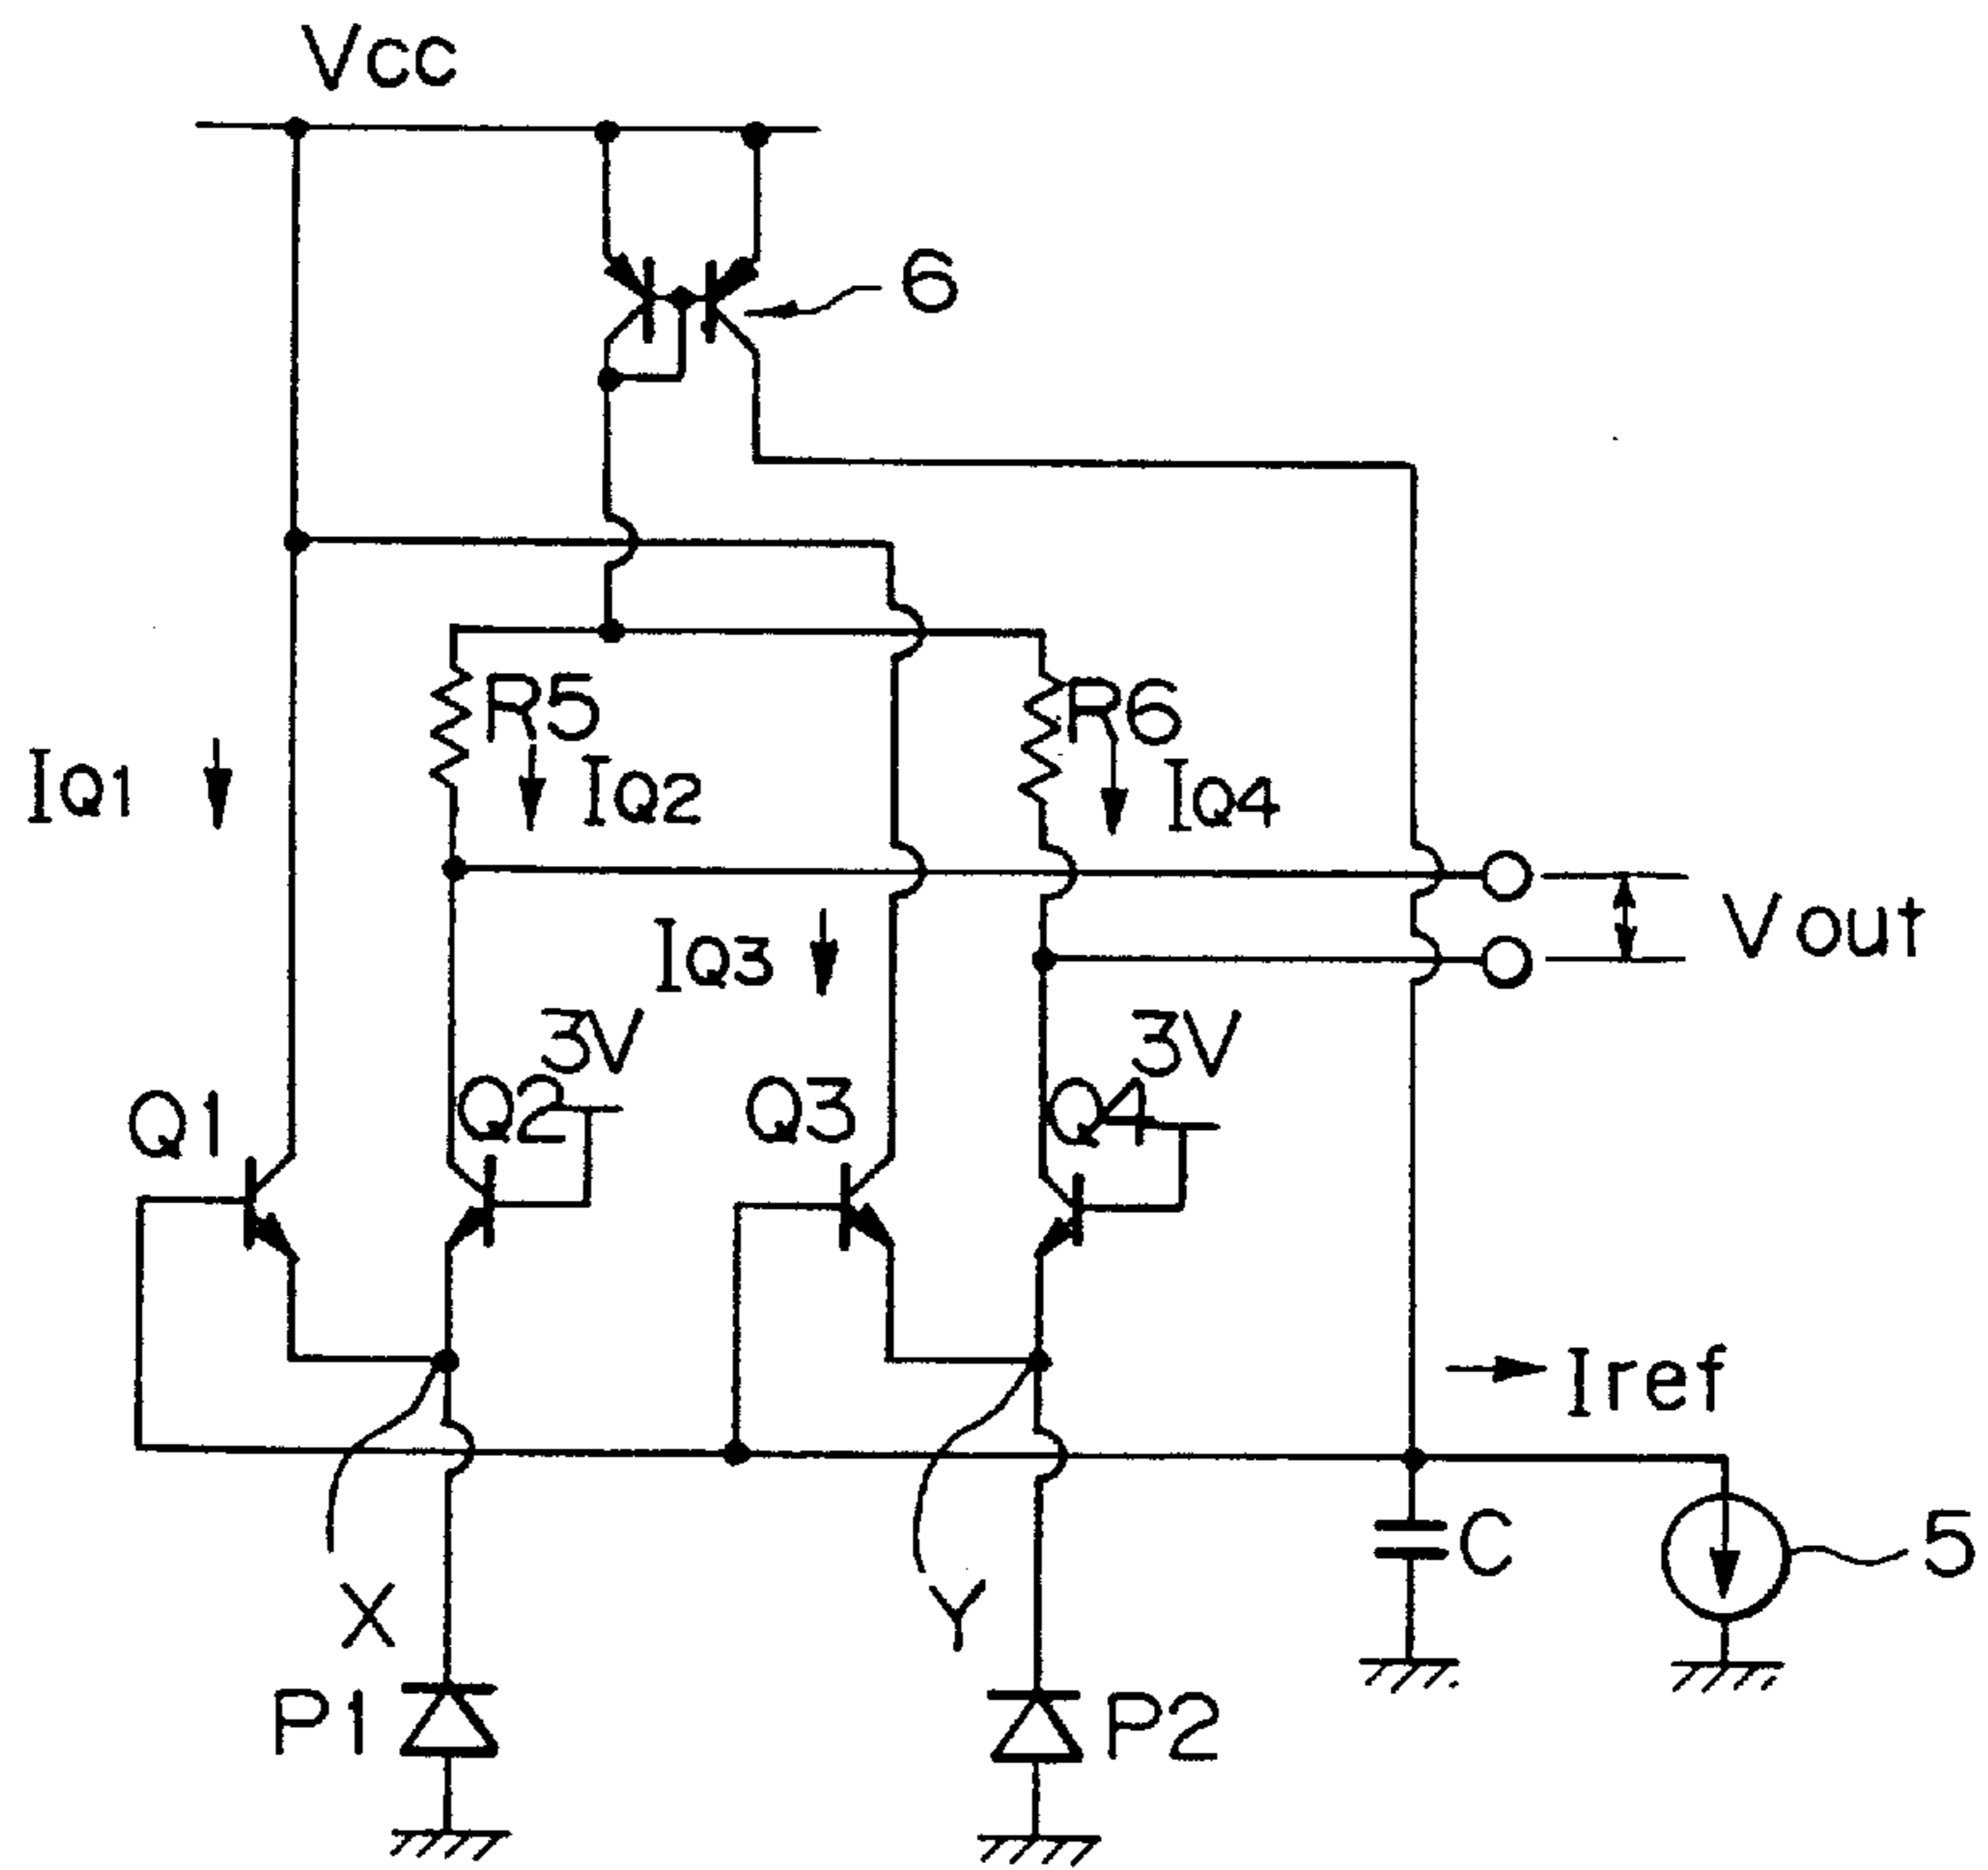 Vcc
6
R5
R6
IQ1
IQ2
IQ4
Vout
IQ3
3V
3V
Q1
Q2
Q3
Q4
Iref
C
5
X
Y
P1
P2